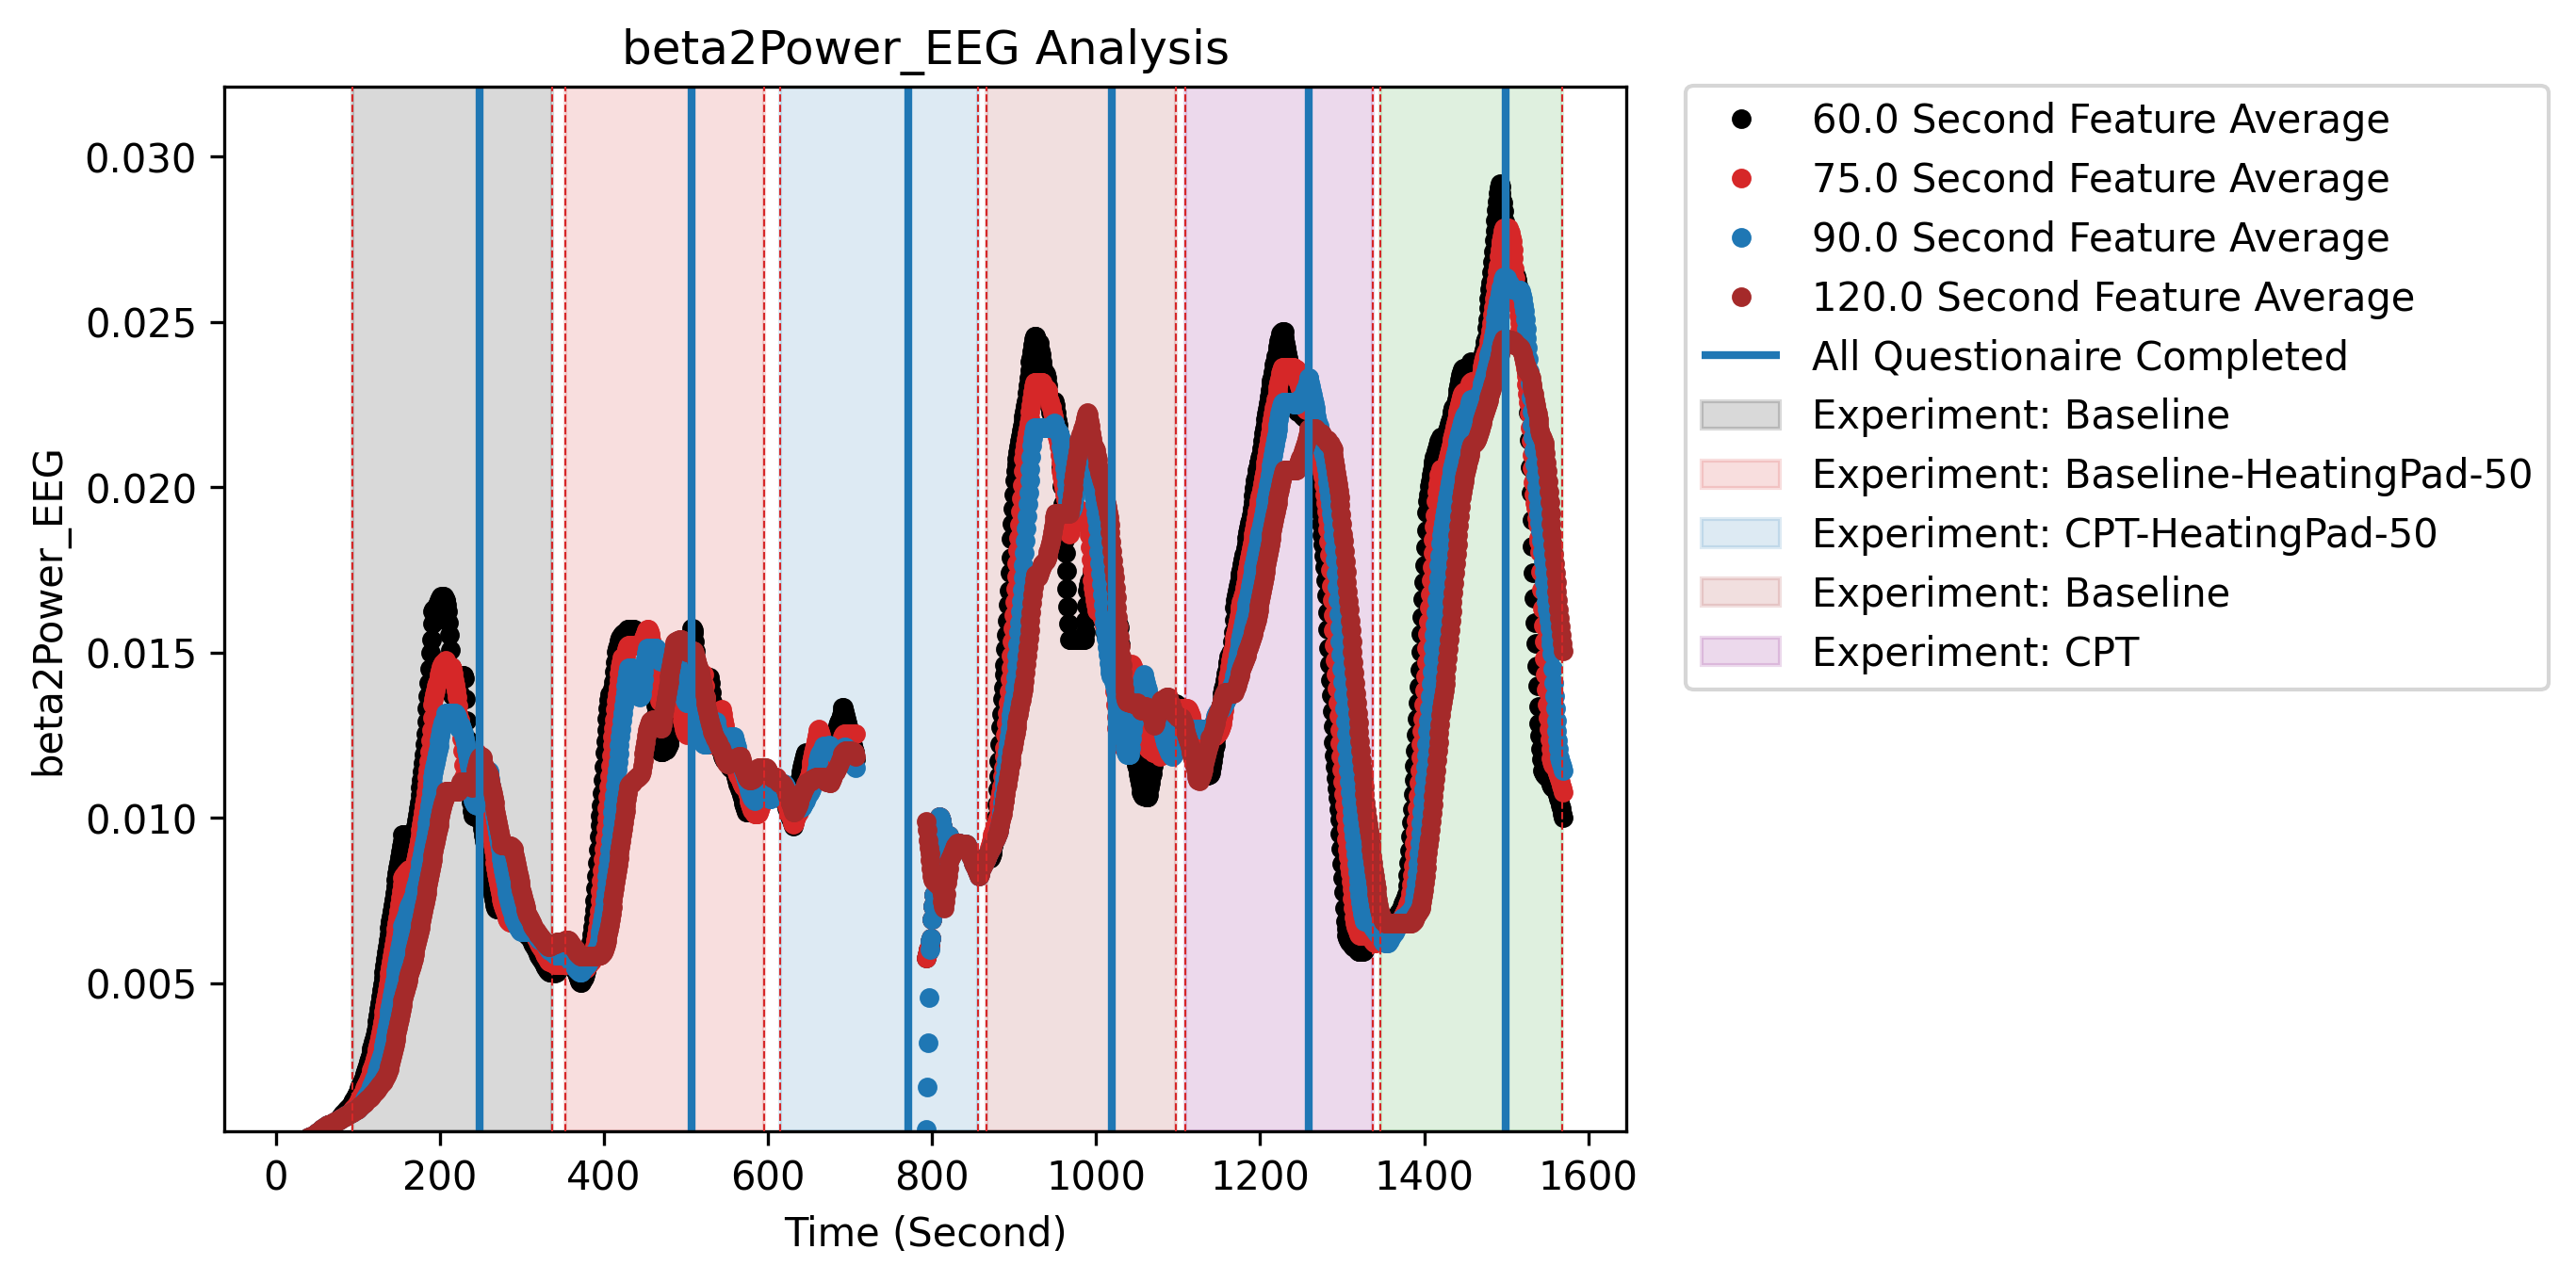 beta2Power_EEG Analysis
beta2Power_EEG
0.030
0.025
0.020
0.015
0.010
0.005
0 200 400 600 800 1000 1200 1400 1600
Time (Second)
60.0 Second Feature Average
75.0 Second Feature Average
90.0 Second Feature Average
120.0 Second Feature Average
All Questionaire Completed
Experiment: Baseline
Experiment: Baseline-HeatingPad-50
Experiment: CPT-HeatingPad-50
Experiment: Baseline
Experiment: CPT